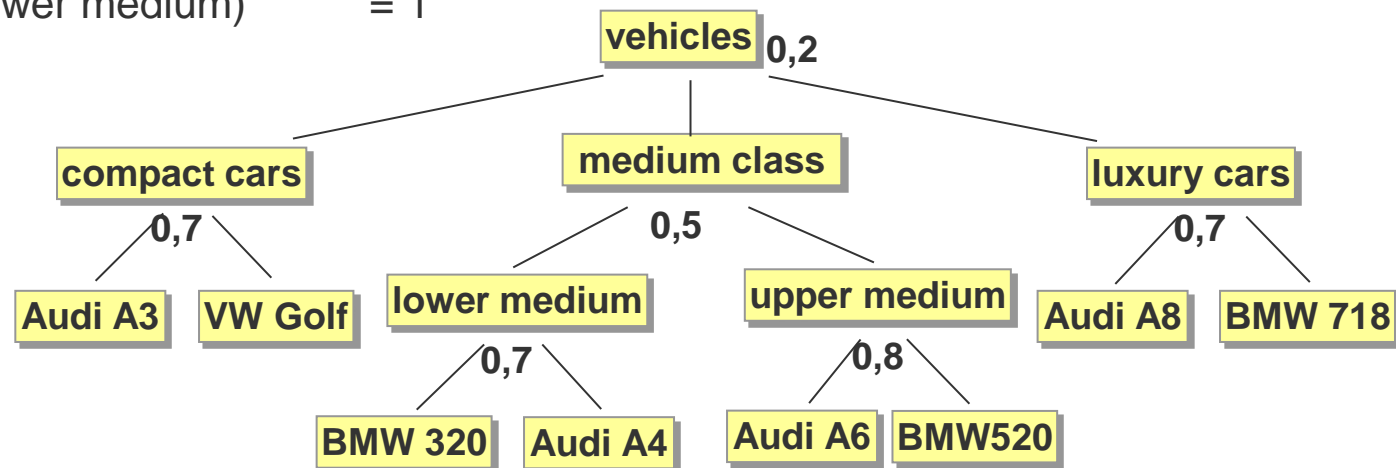 wer medium) = 1
vehicles 0,2
compact cars medium class luxury cars
0,7 0,5 0,7
Audi A3 VW Golf lower medium upper medium Audi A8 BMW 718
0,7 0,8
BMW 320 Audi A4 Audi A6 BMW520